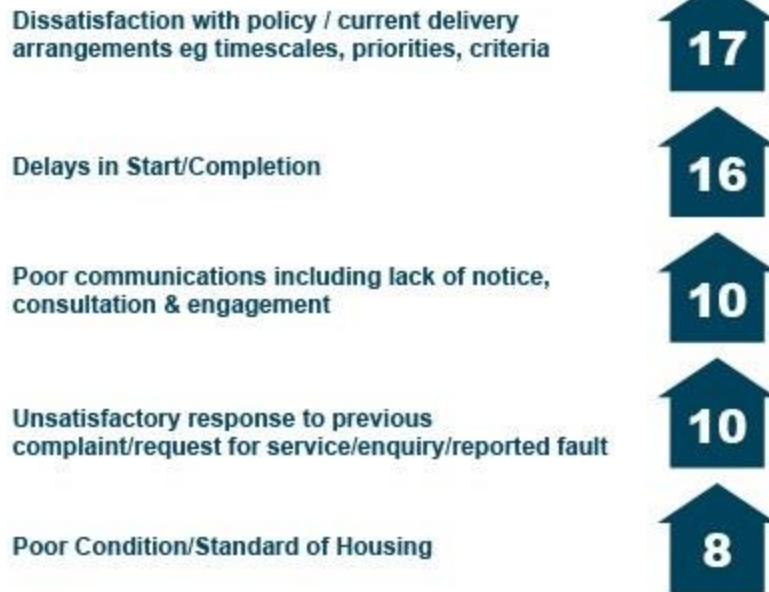 Dissatisfaction with policy / current delivery
arrangements eg timescales, priorities, criteria
17
Delays in Start/Completion
16
Poor communications including lack of notice,
consultation & engagement
10
Unsatisfactory response to previous
complaint/request for service/enquiry/reported fault
10
Poor Condition/Standard of Housing
8